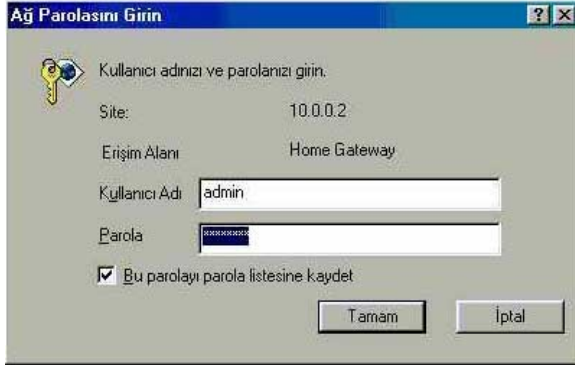 Ağ Parolasını Girin
Kullanıcı adınızı ve parolanızı girin.
Site: 10.0.0.2
Erişim Alanı Home Gateway
Kullanıcı Adı admin
Parola ********
Bu parolayı parola listesine kaydet
Tamam İptal